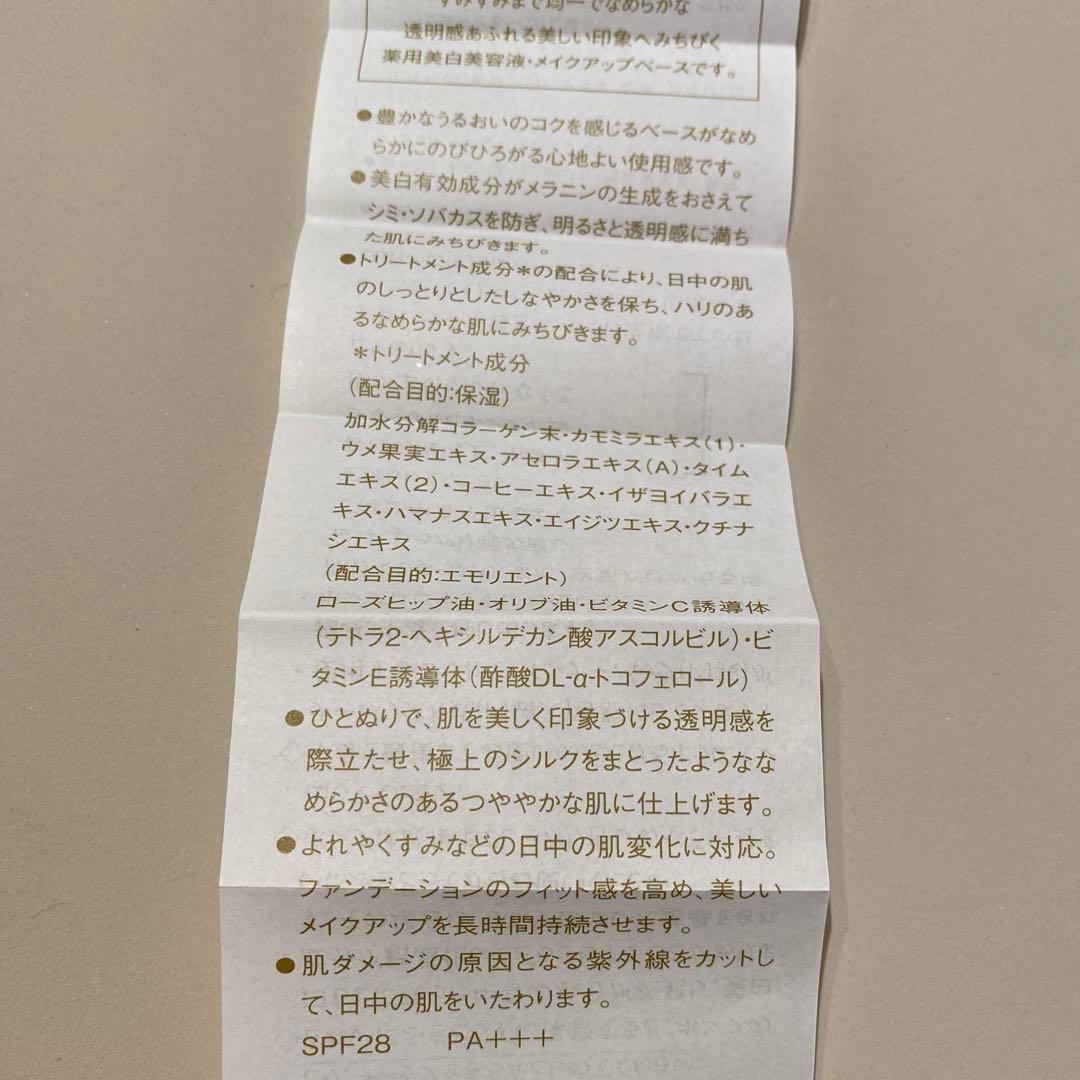 すみずみまで均一でなめらかな
透明感あふれる美しい印象へみちびく
薬用美白美容液・メイクアップベースです。
●豊かなうるおいのコクを感じるベースがなめ
らかにのびひろがる心地よい使用感です。
●美白有効成分がメラニンの生成をおさえて
シミ・ソバカスを防ぎ、明るさと透明感に満ち
た肌にみちびきます。
●トリートメント成分＊の配合により、日中の肌
のしっとりとしたしなやかさを保ち、ハリのあ
るなめらかな肌にみちびきます。
＊トリートメント成分
（配合目的：保湿）
加水分解コラーゲン末・カモミラエキス（1）・
ウメ果実エキス・アセロラエキス（A）・タイム
エキス（2）・コーヒーエキス・イザヨイバラエ
キス・ハマナスエキス・エイジツエキス・クチナ
シエキス
（配合目的：エモリエント）
ローズヒップ油・オリブ油・ビタミンC誘導体
（テトラ2-ヘキシルデカン酸アスコルビル）・ビ
タミンE誘導体（酢酸DL-α-トコフェロール）
●ひとぬりで、肌を美しく印象づける透明感を
際立たせ、極上のシルクをまとったようなな
めらかさのあるつややかな肌に仕上げます。
●よれやくすみなどの日中の肌変化に対応。
ファンデーションのフィット感を高め、美しい
メイクアップを長時間持続させます。
●肌ダメージの原因となる紫外線をカットし
て、日中の肌をいたわります。
SPF28　PA＋＋＋